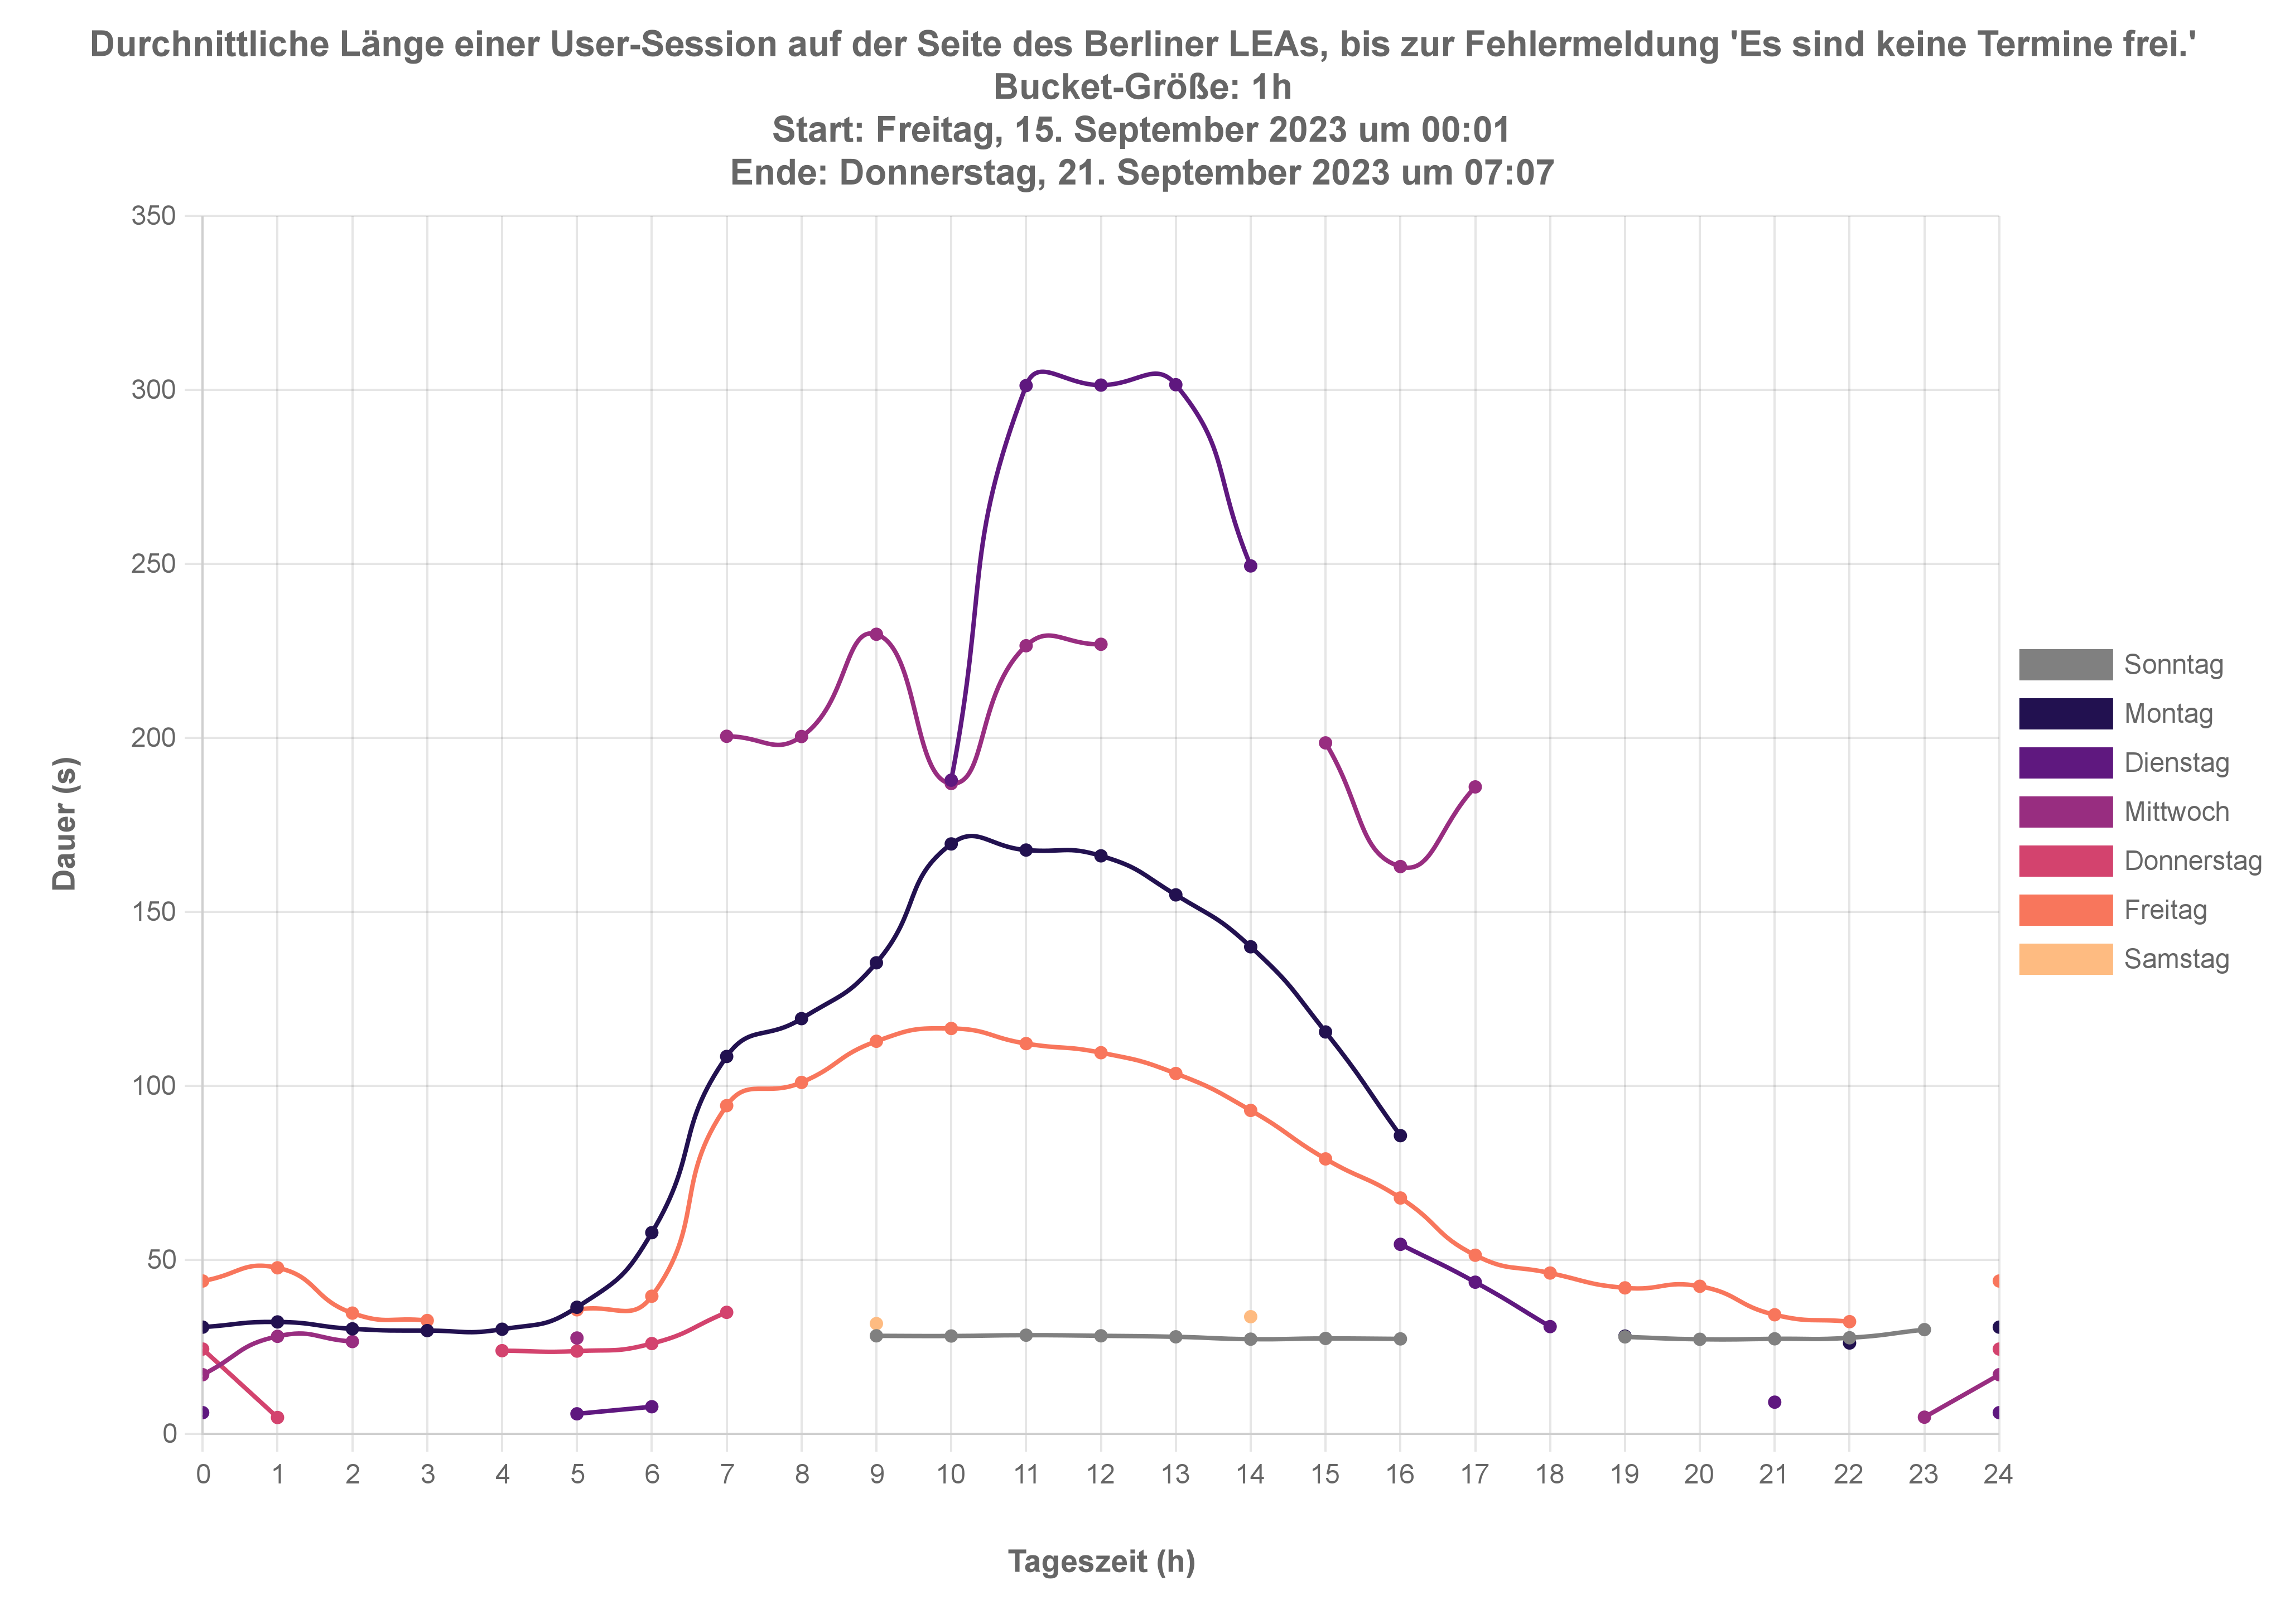 Durchnittliche Länge einer User-Session auf der Seite des Berliner LEAs, bis zur Fehlermeldung 'Es sind keine Termine frei.'
Bucket-Größe: 1h
Start: Freitag, 15. September 2023 um 00:01
Ende: Donnerstag, 21. September 2023 um 07:07
350
300
250
200
150
100
50
0
Dauer (s)
0 1 2 3 4 5 6 7 8 9 10 11 12 13 14 15 16 17 18 19 20 21 22 23 24
Tageszeit (h)
Sonntag
Montag
Dienstag
Mittwoch
Donnerstag
Freitag
Samstag